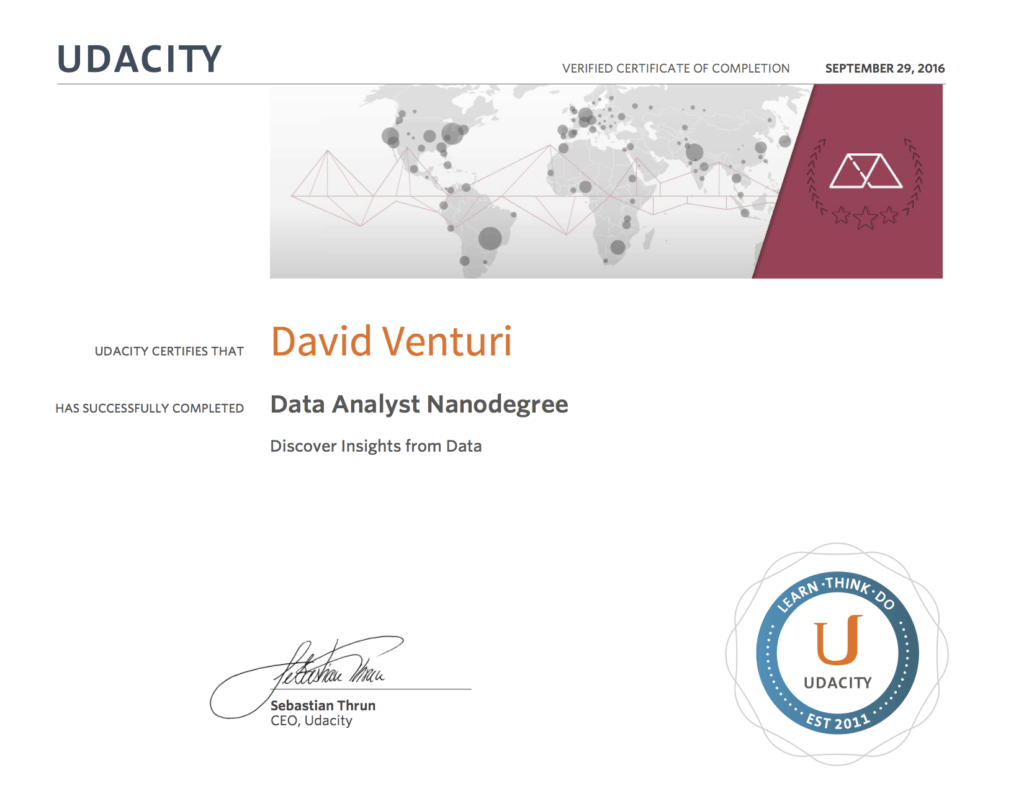 UDACITY
VERIFIED CERTIFICATE OF COMPLETION
SEPTEMBER 29, 2016
UDACITY CERTIFIES THAT
David Venturi
HAS SUCCESSFULLY COMPLETED
Data Analyst Nanodegree
Discover Insights from Data
Sebastian Thrun
Sebastian Thrun
CEO, Udacity
LEARN · THINK · DO
U
UDACITY
EST 2011